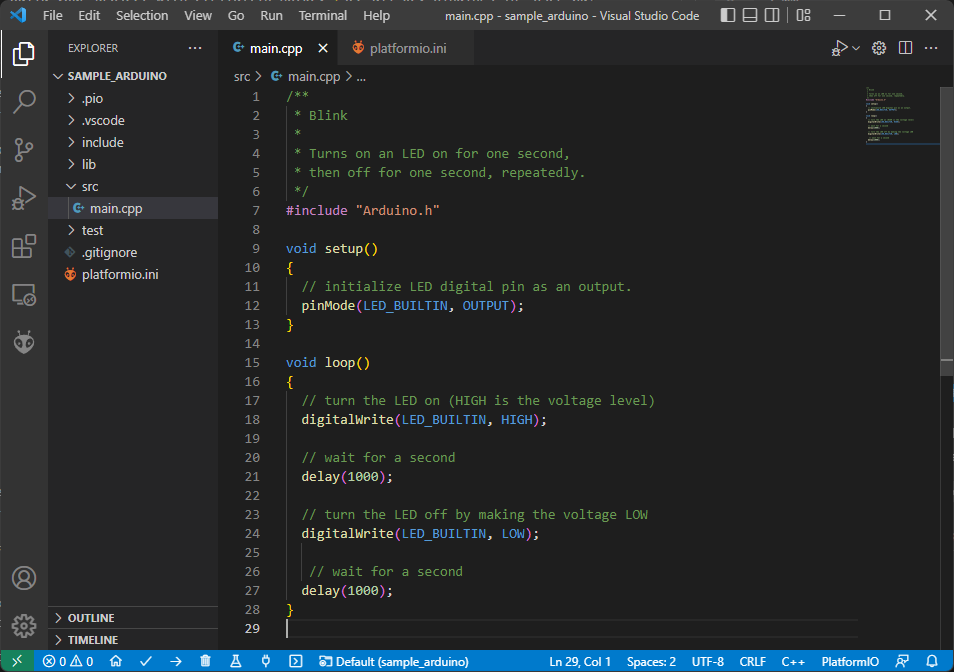 File Edit Selection View Go Run Terminal Help main.cpp - sample_arduino - Visual Studio Code
EXPLORER
SAMPLE_ARDUINO
.pio
.vscode
include
lib
src
main.cpp
test
.gitignore
platformio.ini
OUTLINE
TIMELINE
main.cpp platformio.ini
src > main.cpp > ...
1 /**
2  * Blink
3  *
4  * Turns on an LED on for one second,
5  * then off for one second, repeatedly.
6  */
7 #include "Arduino.h"
8
9 void setup()
10 {
11   // initialize LED digital pin as an output.
12   pinMode(LED_BUILTIN, OUTPUT);
13 }
14
15 void loop()
16 {
17   // turn the LED on (HIGH is the voltage level)
18   digitalWrite(LED_BUILTIN, HIGH);
19
20   // wait for a second
21   delay(1000);
22
23   // turn the LED off by making the voltage LOW
24   digitalWrite(LED_BUILTIN, LOW);
25
26    // wait for a second
27   delay(1000);
28 }
29
0 0 Default (sample_arduino) Ln 29, Col 1 Spaces: 2 UTF-8 CRLF C++ PlatformIO